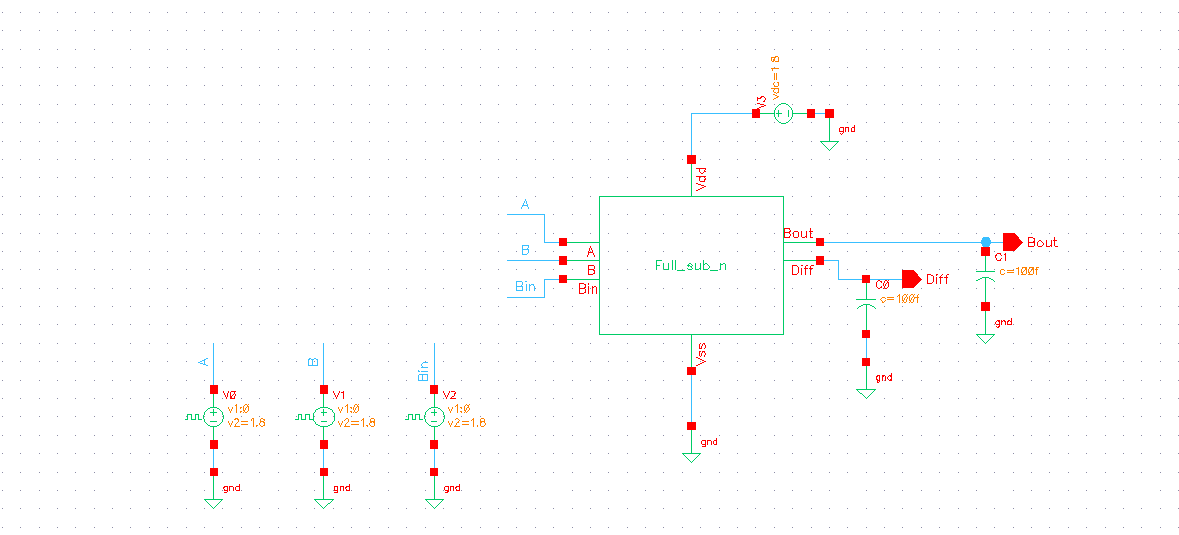 vdc=1.8
V3
gnd
Vdd
A
B
Bin
A
B
Bin
Full_sub_n
Bout
Diff
Bout
C1
c=100f
gnd
Diff
C0
c=100f
gnd
Vss
gnd
A
V0
v1:0
v2=1.8
gnd
B
V1
v1:0
v2=1.8
gnd
Bin
V2
v1:0
v2=1.8
gnd